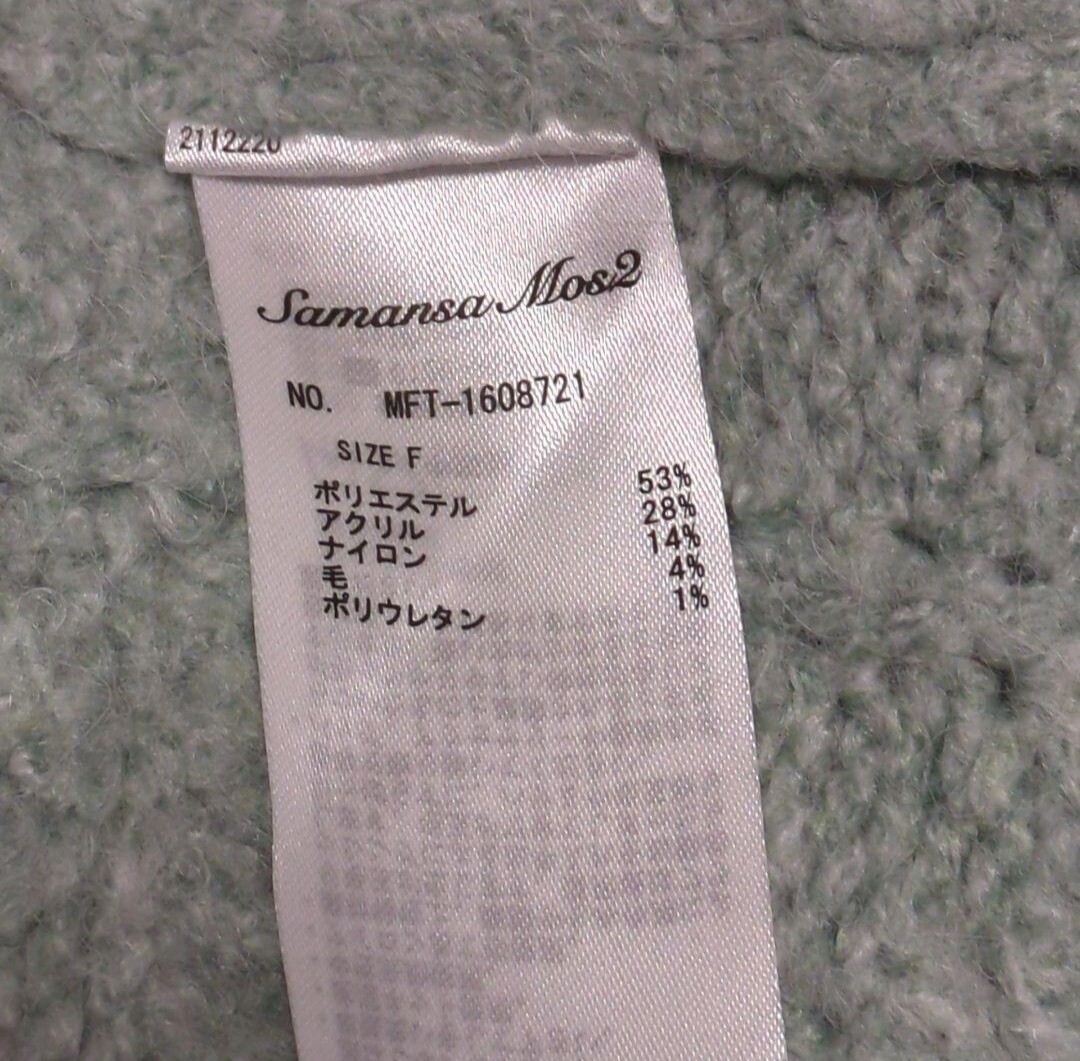 2112220
Samansa Mos2
NO. MFT-1608721
SIZE F
ポリエステル 53%
アクリル 28%
ナイロン 14%
毛 4%
ポリウレタン 1%